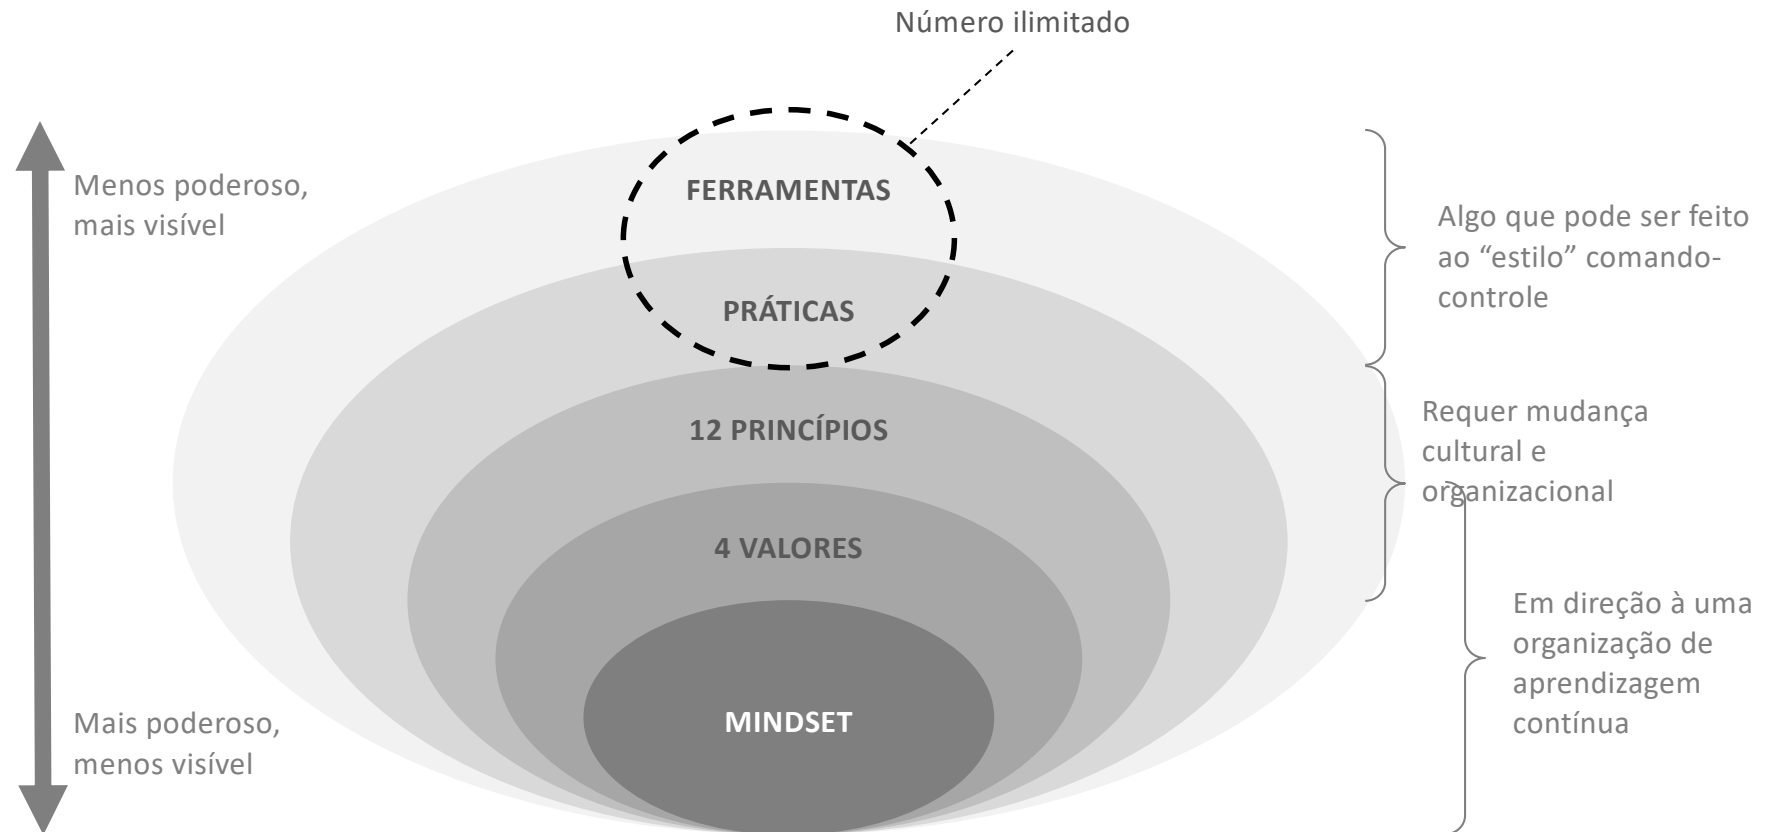 Número ilimitado
Menos poderoso,
mais visível
FERRAMENTAS
PRÁTICAS
12 PRINCÍPIOS
4 VALORES
MINDSET
Mais poderoso,
menos visível
Algo que pode ser feito
ao “estilo” comando-
controle
Requer mudança
cultural e
organizacional
Em direção à uma
organização de
aprendizagem
contínua